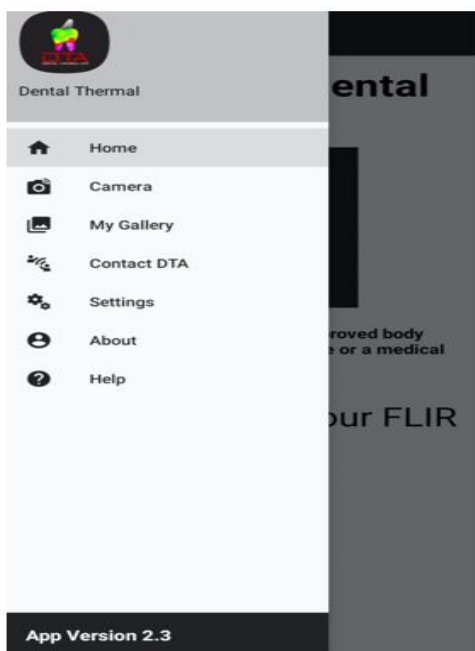 DTA
Dental Thermal
Home
Camera
My Gallery
Contact DTA
Settings
About
Help
App Version 2.3
ental
roved body
e or a medical
our FLIR